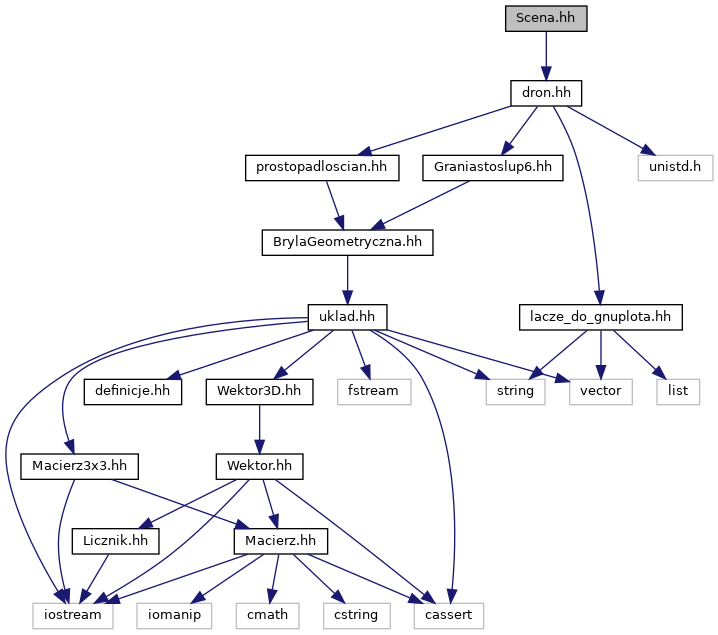 Scena.hh
dron.hh
prostopadloscian.hh
Graniastoslup6.hh
unistd.h
BrylaGeometryczna.hh
uklad.hh
lacze_do_gnuplota.hh
definicje.hh
Wektor3D.hh
fstream
string
vector
list
Macierz3x3.hh
Wektor.hh
Licznik.hh
Macierz.hh
iostream
iomanip
cmath
cstring
cassert